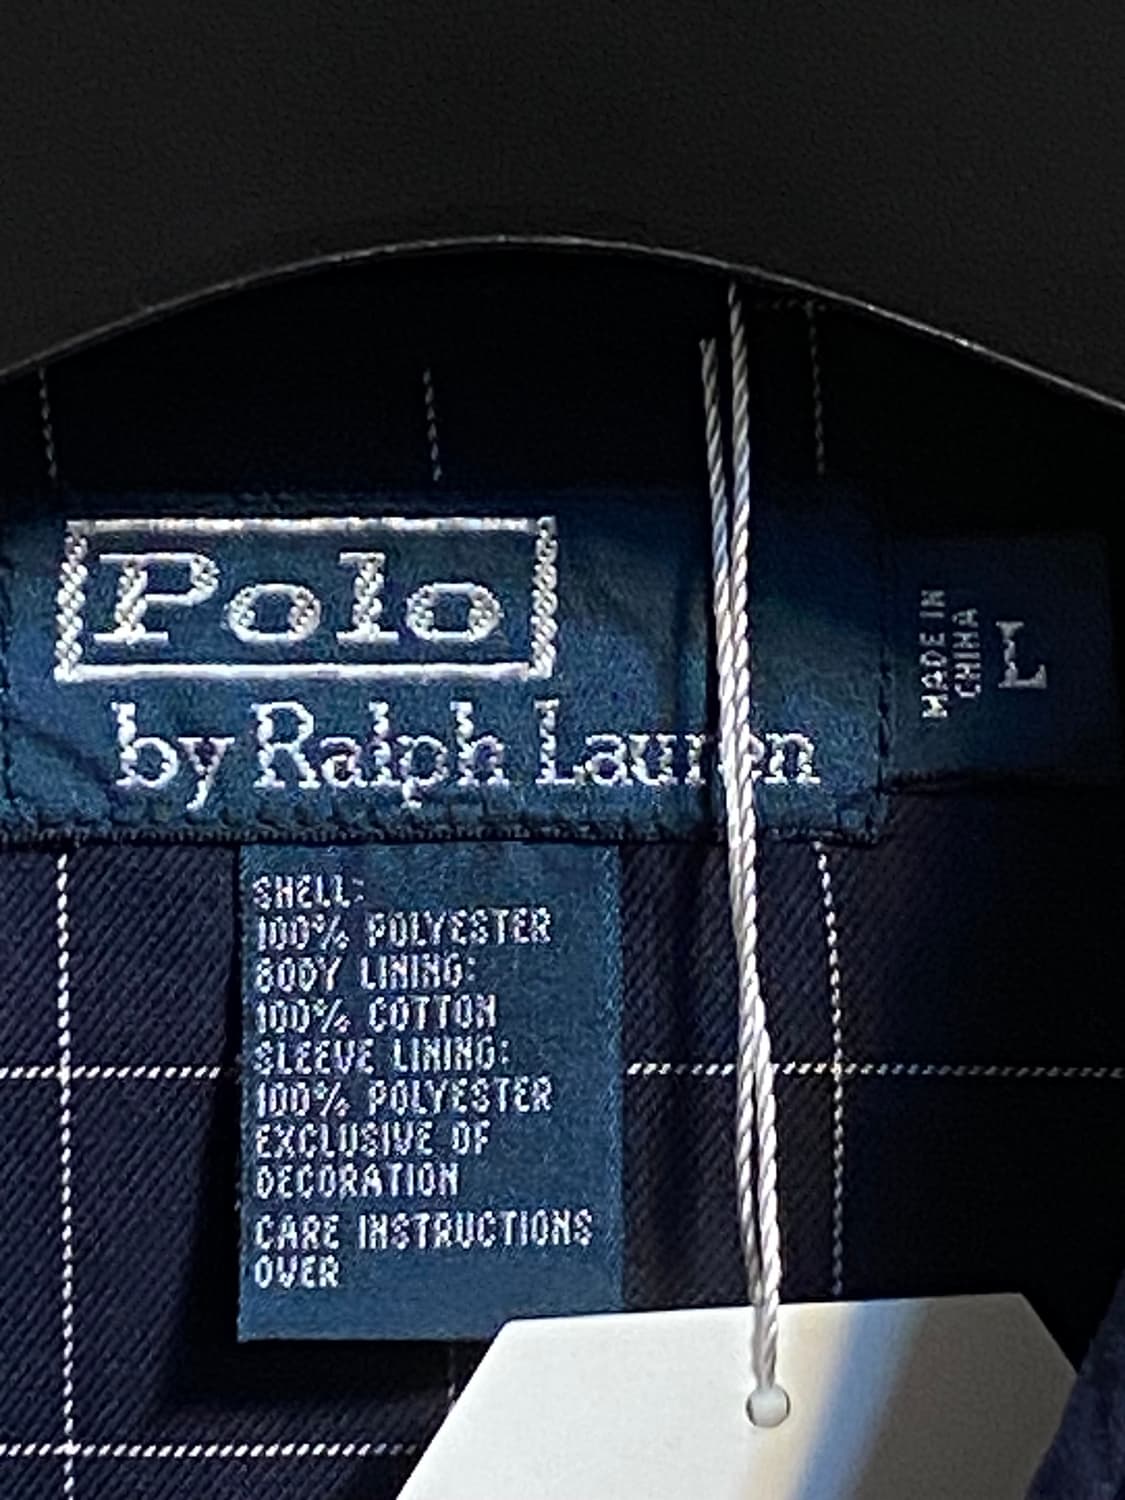 Polo
by Ralph Lauren
MADE IN
CHINA
L
SHELL:
100% POLYESTER
BODY LINING:
100% COTTON
SLEEVE LINING:
100% POLYESTER
EXCLUSIVE OF
DECORATION
CARE INSTRUCTIONS
OVER